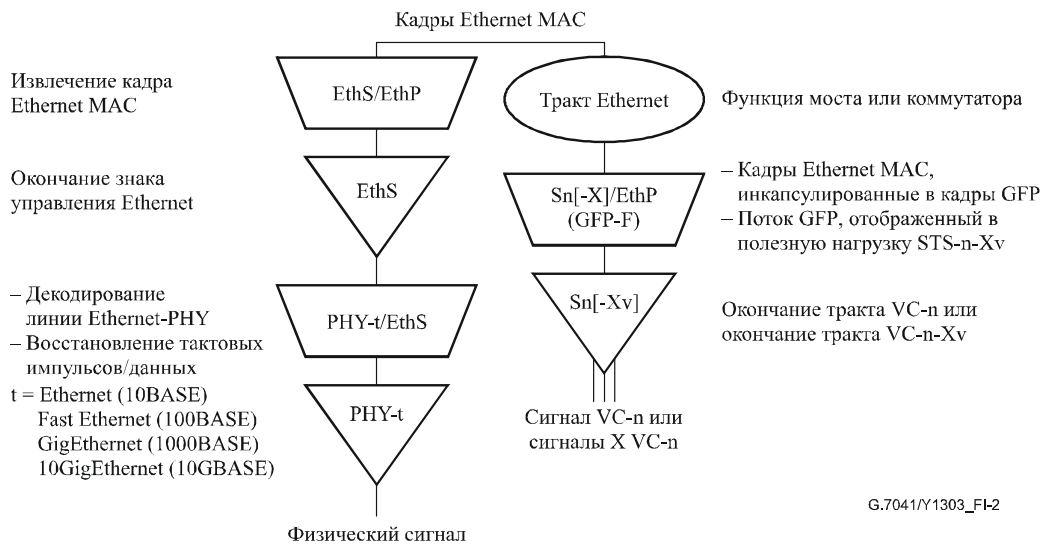 Кадры Ethernet MAC
Извлечение кадра
Ethernet MAC
EthS/EthP
Тракт Ethernet
Функция моста или коммутатора
Окончание знака
управления Ethernet
EthS
Sn[-X]/EthP
(GFP-F)
– Кадры Ethernet MAC,
инкапсулированные в кадры GFP
– Поток GFP, отображенный в
полезную нагрузку STS-n-Xv
– Декодирование
линии Ethernet-PHY
– Восстановление тактовых
импульсов/данных
PHY-t/EthS
Sn[-Xv]
Окончание тракта VC-n или
окончание тракта VC-n-Xv
t = Ethernet (10BASE)
Fast Ethernet (100BASE)
GigEthernet (1000BASE)
10GigEthernet (10GBASE)
PHY-t
Сигнал VC-n или
сигналы X VC-n
Физический сигнал
G.7041/Y1303_FI-2